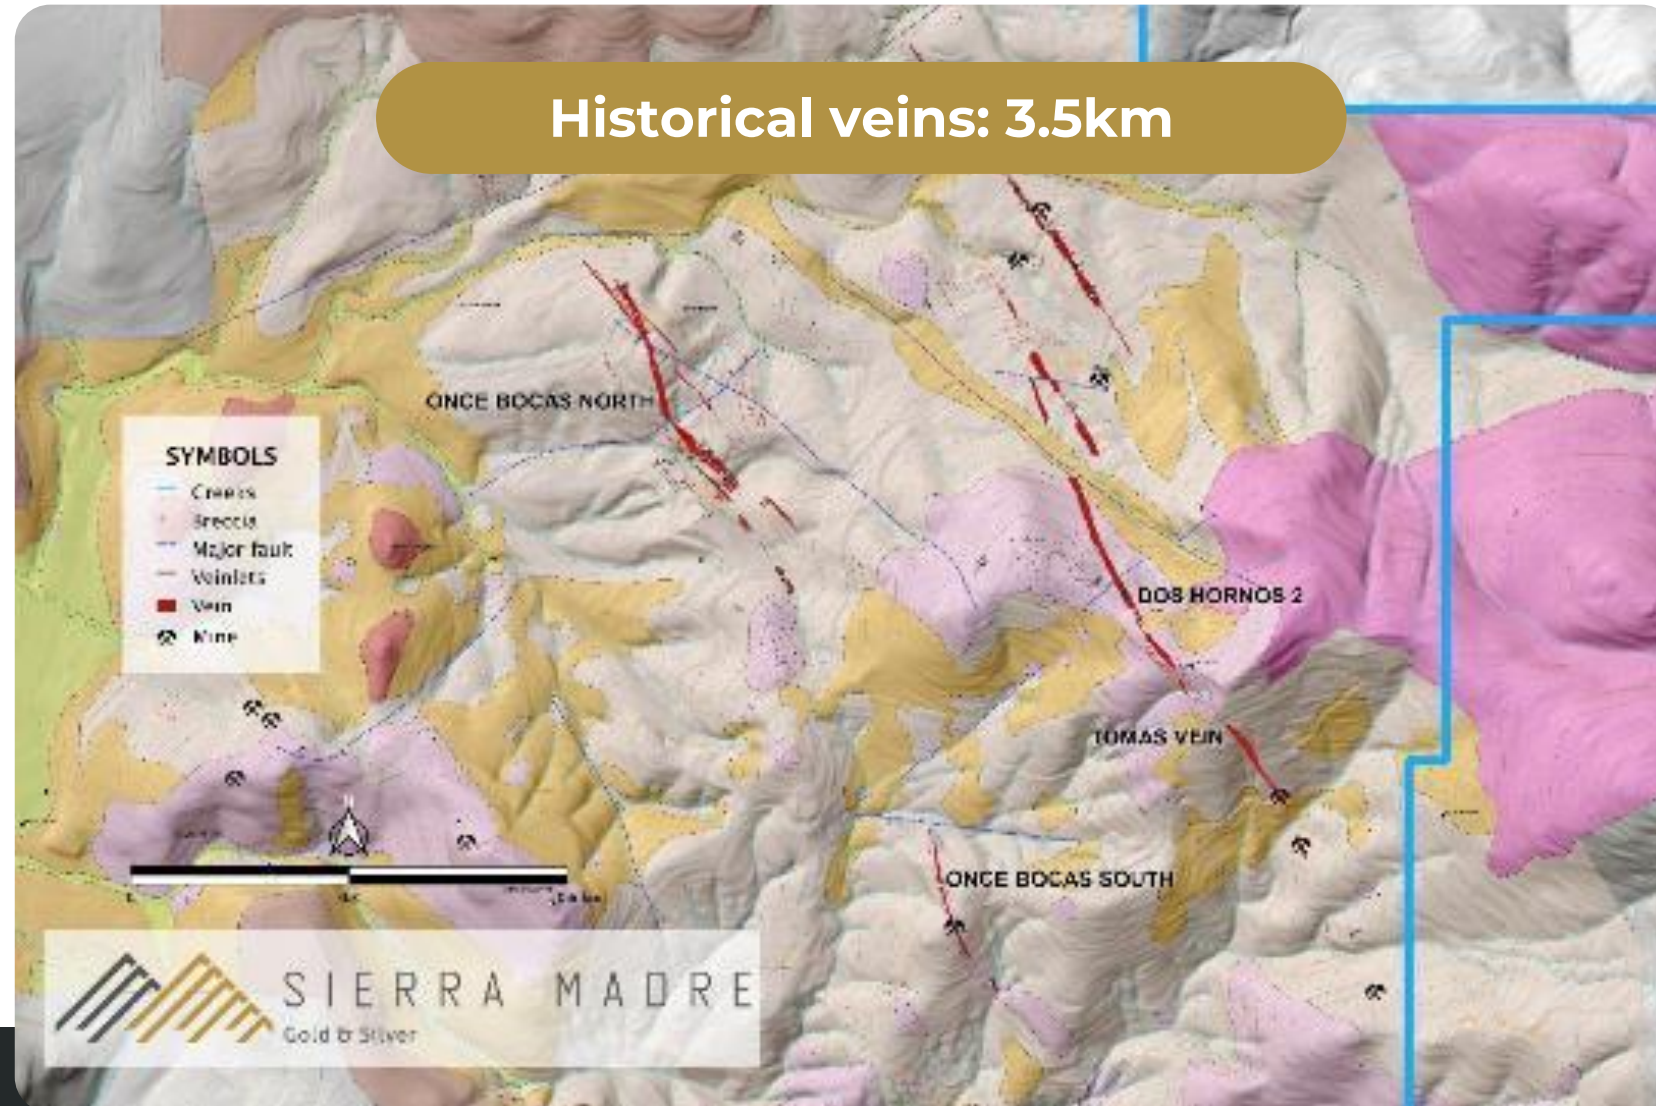 Historical veins: 3.5km
ONCE BOCAS NORTH
SYMBOLS
Creeks
Breccia
Major fault
Veinlets
Vein
Mine
DOS HORNOS 2
TOMAS VEIN
N
ONCE BOCAS SOUTH
SIERRA MADRE
Gold & Silver